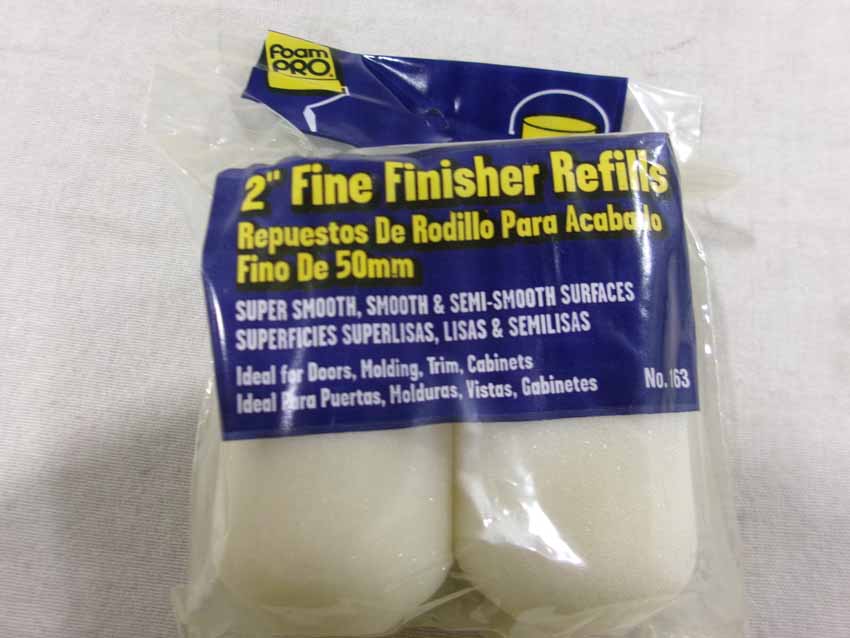 Foam
PRO
2" Fine Finisher Refills
Repuestos De Rodillo Para Acabado
Fino De 50mm
SUPER SMOOTH, SMOOTH & SEMI-SMOOTH SURFACES
SUPERFICIES SUPERLISAS, LISAS & SEMILISAS
Ideal for Doors, Molding, Trim, Cabinets
Ideal Para Puertas, Molduras, Vistas, Gabinetes
No. 163